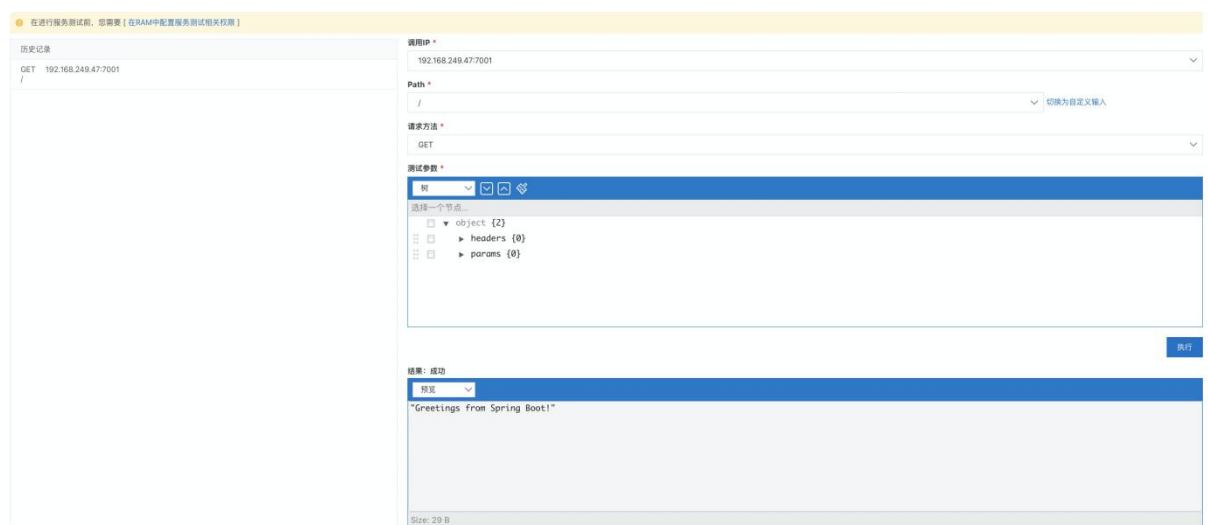 在进行服务测试前，您需要 [ 在RAM中配置服务测试相关权限 ]
历史记录
GET 192.168.249.47:7001
/
调用IP *
192.168.249.47:7001
Path *
/
切换为自定义输入
请求方法 *
GET
测试参数 *
树
选择一个节点...
object {2}
headers {0}
params {0}
执行
结果：成功
预览
"Greetings from Spring Boot!"
Size: 29 B